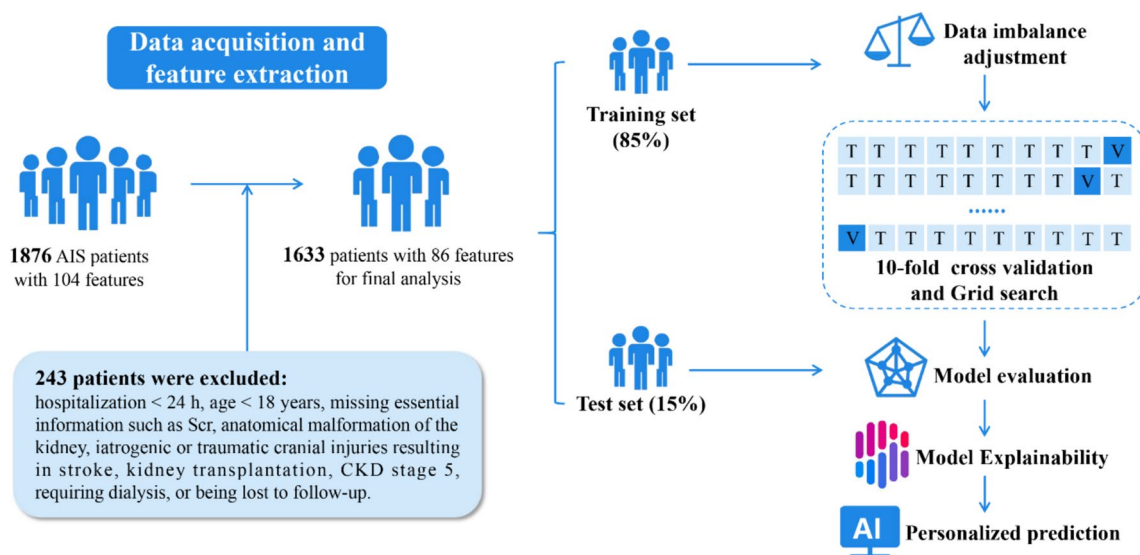 Data acquisition and
feature extraction
1876 AIS patients
with 104 features
1633 patients with 86 features
for final analysis
243 patients were excluded:
hospitalization < 24 h, age < 18 years, missing essential
information such as Scr, anatomical malformation of the
kidney, iatrogenic or traumatic cranial injuries resulting
in stroke, kidney transplantation, CKD stage 5,
requiring dialysis, or being lost to follow-up.
Training set
(85%)
Test set (15%)
Data imbalance
adjustment
T T T T T T T T V
T T T T T T T V T
......
V T T T T T T T T
10-fold cross validation
and Grid search
Model evaluation
Model Explainability
AI Personalized prediction